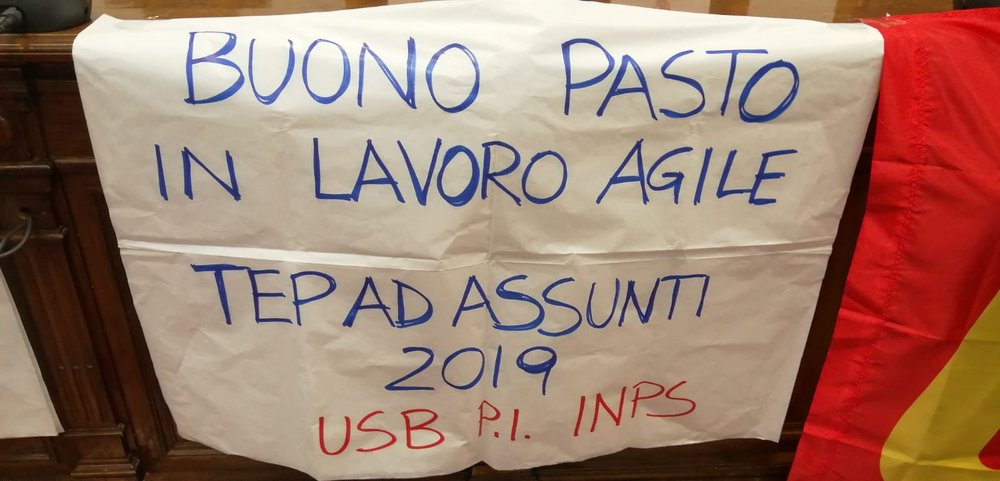 BUONO PASTO
IN LAVORO AGILE
TEP AD ASSUNTI
2019
USB P.I. INPS